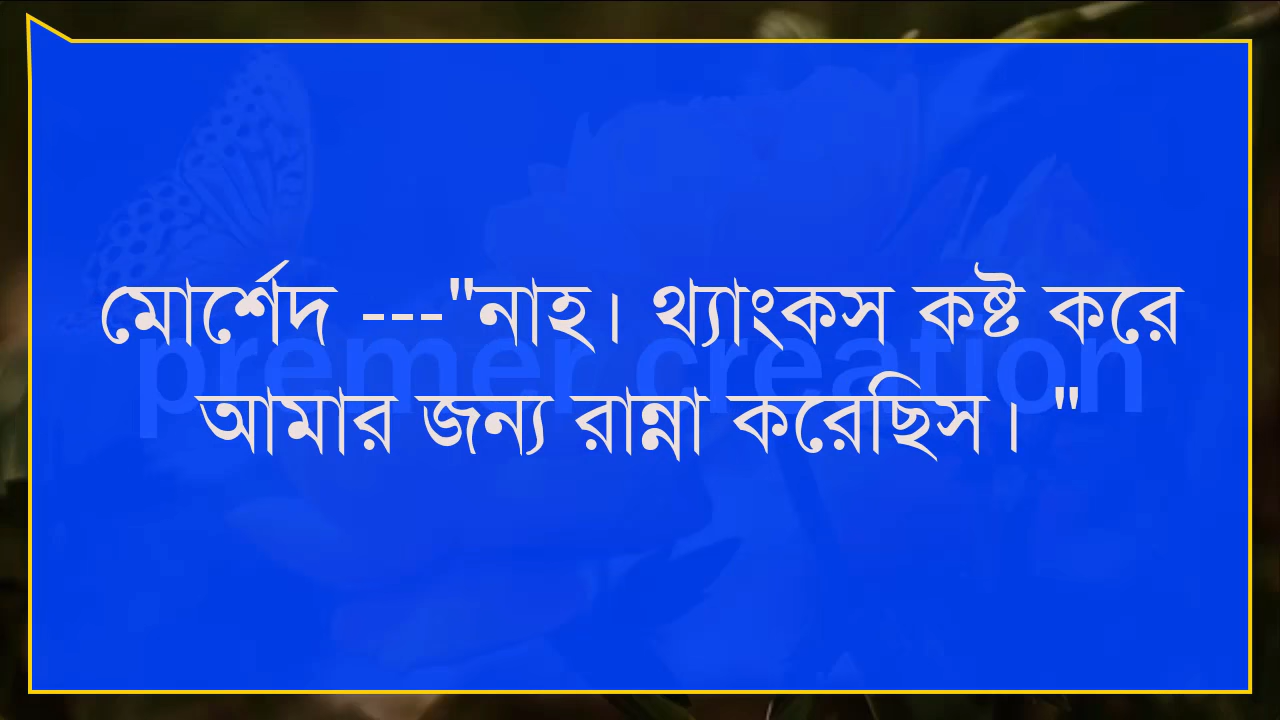 মোর্শেদ ---"নাহ। থ্যাংকস কষ্ট করে
premer creation
আমার জন্য রান্না করেছিস। "